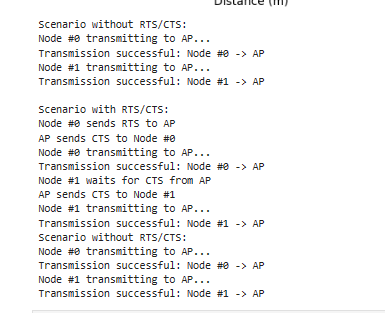 Distance (m)
Scenario without RTS/CTS:
Node #0 transmitting to AP...
Transmission successful: Node #0 -> AP
Node #1 transmitting to AP...
Transmission successful: Node #1 -> AP
Scenario with RTS/CTS:
Node #0 sends RTS to AP
AP sends CTS to Node #0
Node #0 transmitting to AP...
Transmission successful: Node #0 -> AP
Node #1 waits for CTS from AP
AP sends CTS to Node #1
Node #1 transmitting to AP...
Transmission successful: Node #1 -> AP
Scenario without RTS/CTS:
Node #0 transmitting to AP...
Transmission successful: Node #0 -> AP
Node #1 transmitting to AP...
Transmission successful: Node #1 -> AP